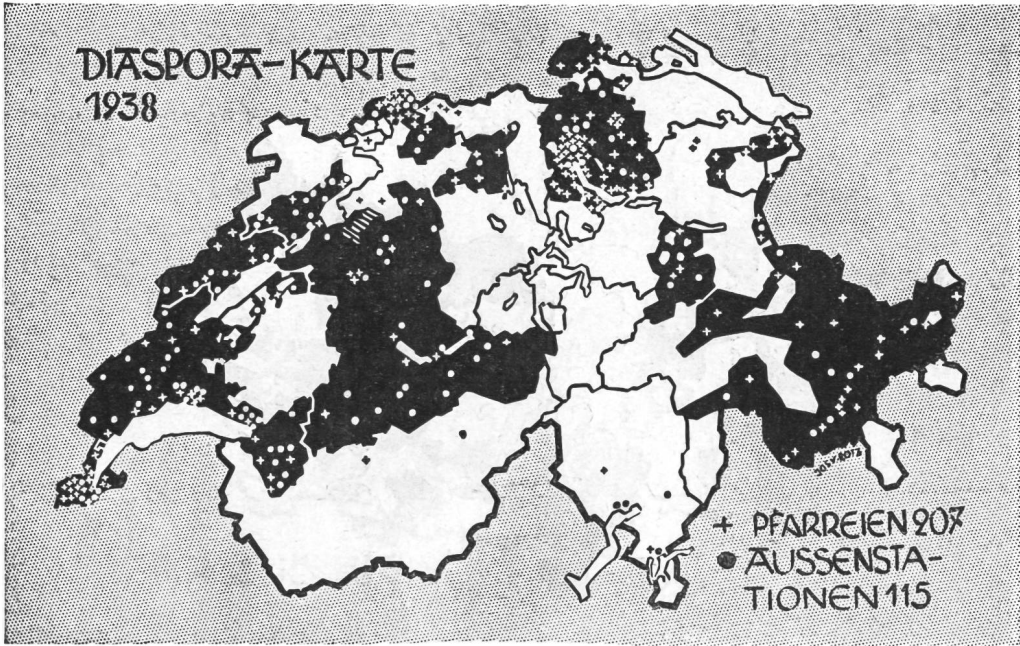 DIASPORA-KARTE
1938
+ PFARREIEN 207
● AUSSENSTA-
TIONEN 115